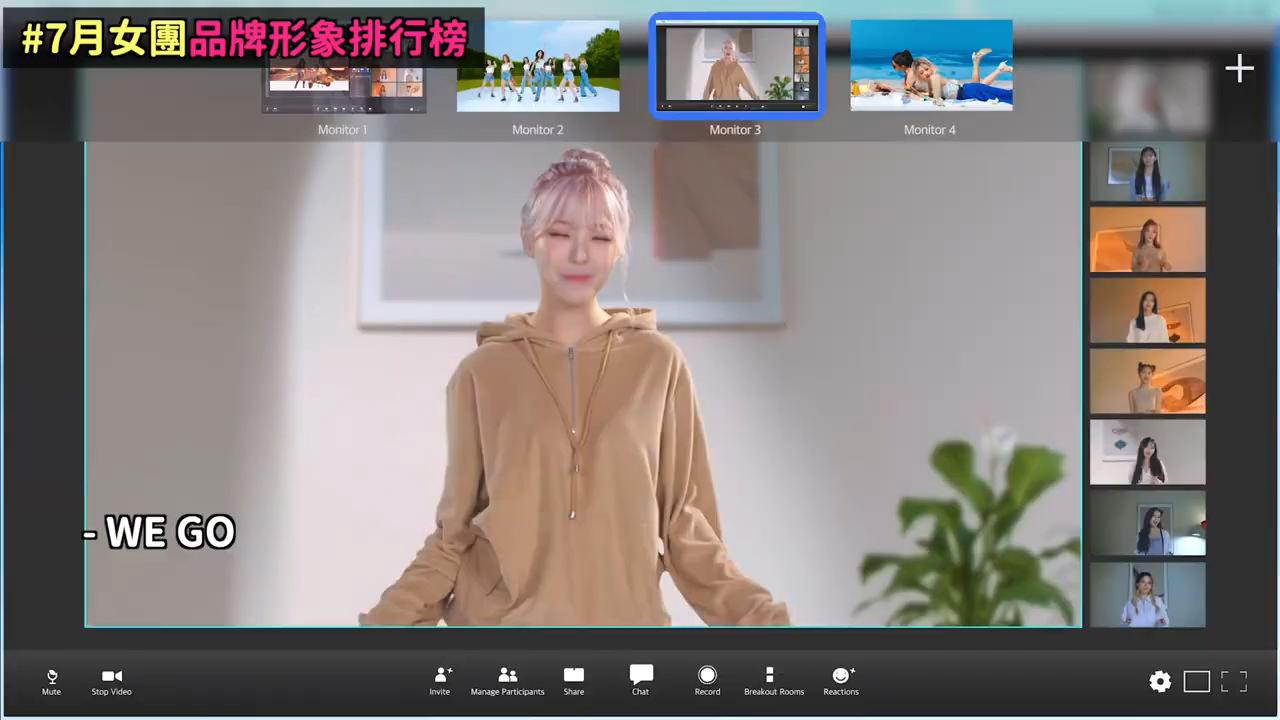 #7月女團品牌形象排行榜
Monitor 1
Monitor 2
Monitor 3
Monitor 4
- WE GO
Mute
Stop Video
Invite
Manage Participants
Share
Chat
Record
Breakout Rooms
Reactions